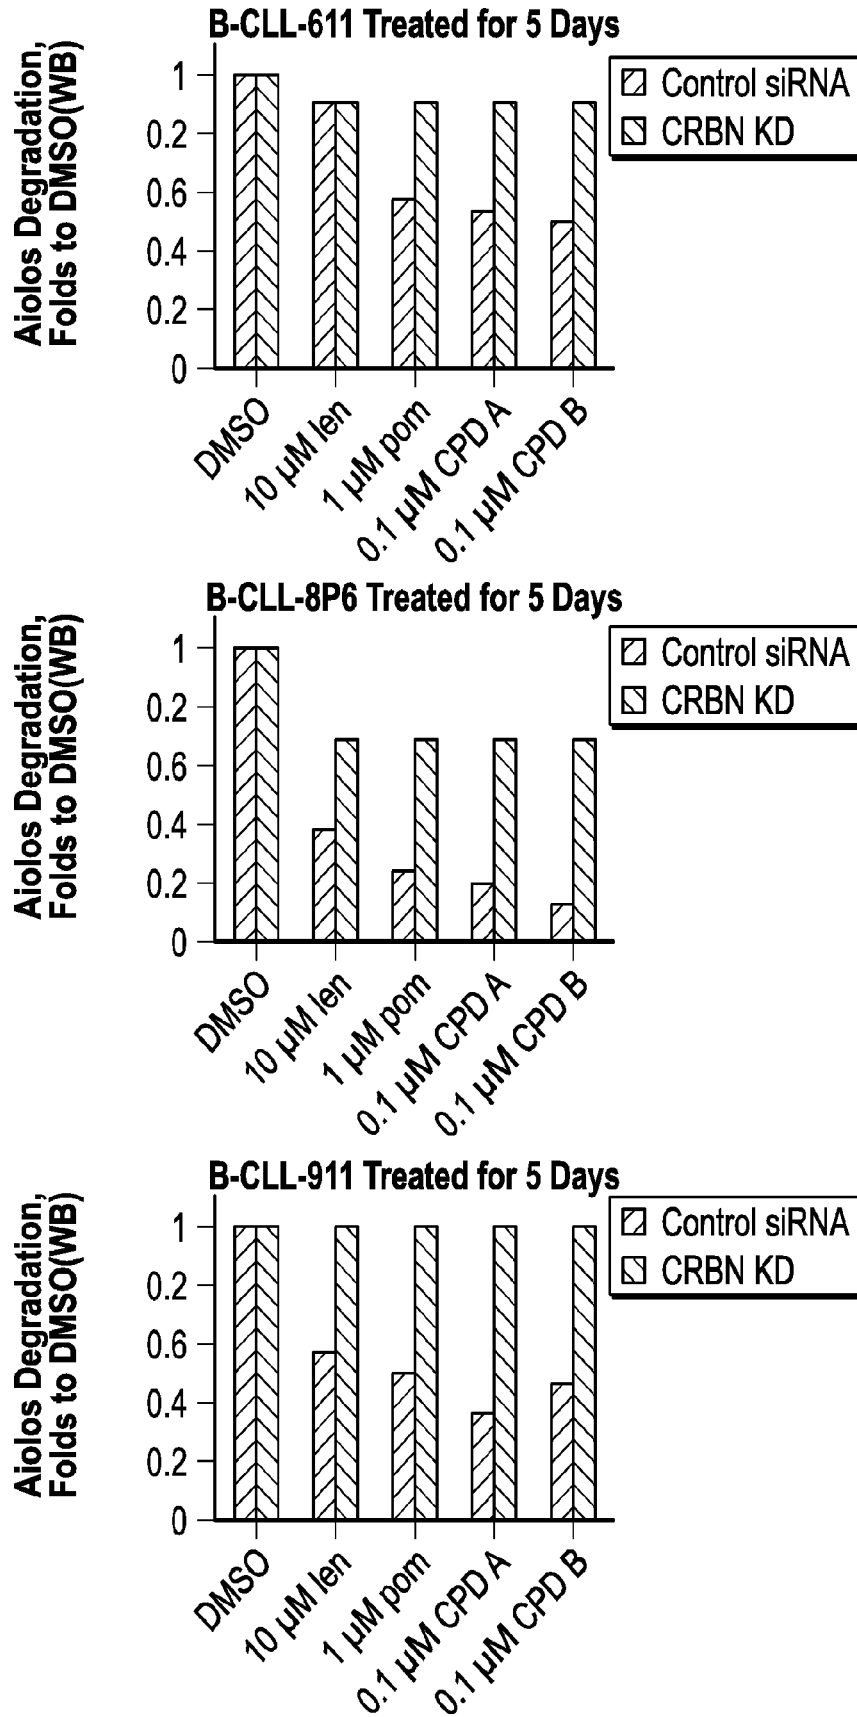 B-CLL-611 Treated for 5 Days
Aiolos Degradation,
Folds to DMSO(WB)
1
0.2
0.6
0.4
0.2
0
Control siRNA
CRBN KD
DMSO
10 µM len
1 µM pom
0.1 µM CPD A
0.1 µM CPD B
B-CLL-8P6 Treated for 5 Days
Aiolos Degradation,
Folds to DMSO(WB)
1
0.2
0.6
0.4
0.2
0
Control siRNA
CRBN KD
DMSO
10 µM len
1 µM pom
0.1 µM CPD A
0.1 µM CPD B
B-CLL-911 Treated for 5 Days
Aiolos Degradation,
Folds to DMSO(WB)
1
0.2
0.6
0.4
0.2
0
Control siRNA
CRBN KD
DMSO
10 µM len
1 µM pom
0.1 µM CPD A
0.1 µM CPD B